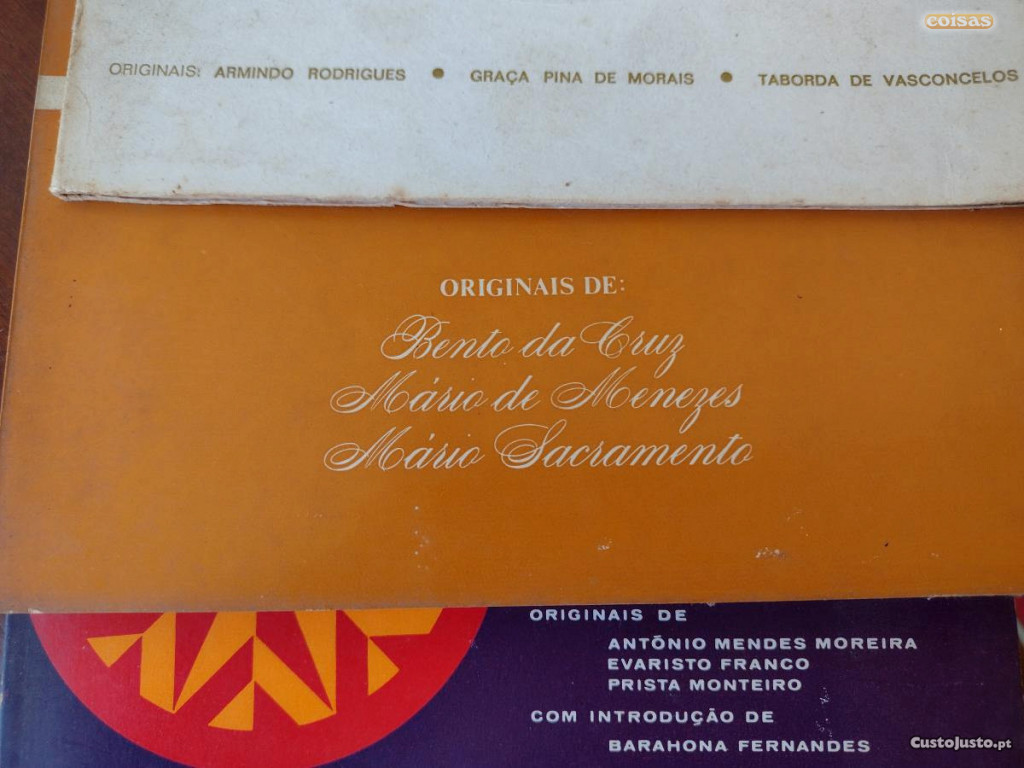 coisas
ORIGINAIS: ARMINDO RODRIGUES • GRAÇA PINA DE MORAIS • TABORDA DE VASCONCELOS
ORIGINAIS DE:
Bento da Cruz
Mário de Menezes
Mário Sacramento
ORIGINAIS DE
ANTÓNIO MENDES MOREIRA
EVARISTO FRANCO
PRISTA MONTEIRO
COM INTRODUÇÃO DE
BARAHONA FERNANDES
CustoJusto.pt